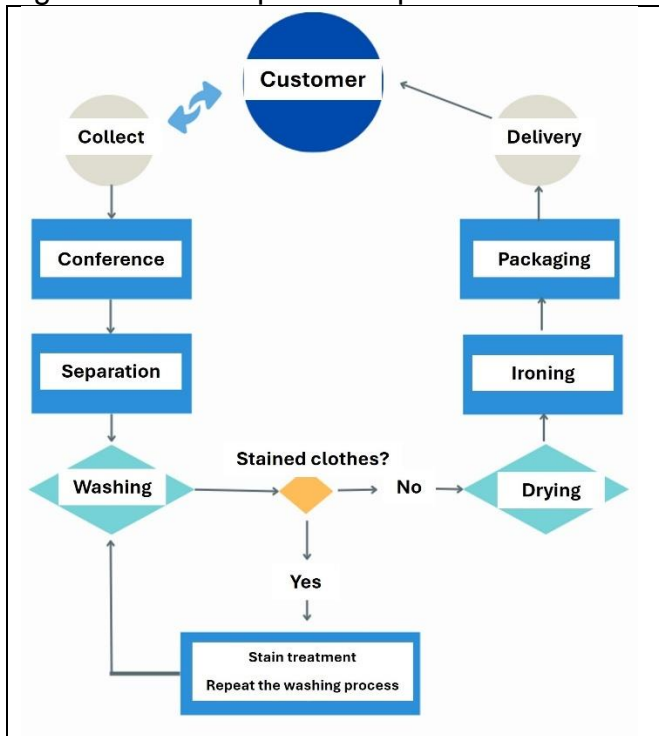 Customer
Collect
Delivery
Conference
Packaging
Separation
Ironing
Stained clothes?
Washing
No
Drying
Yes
Stain treatment
Repeat the washing process